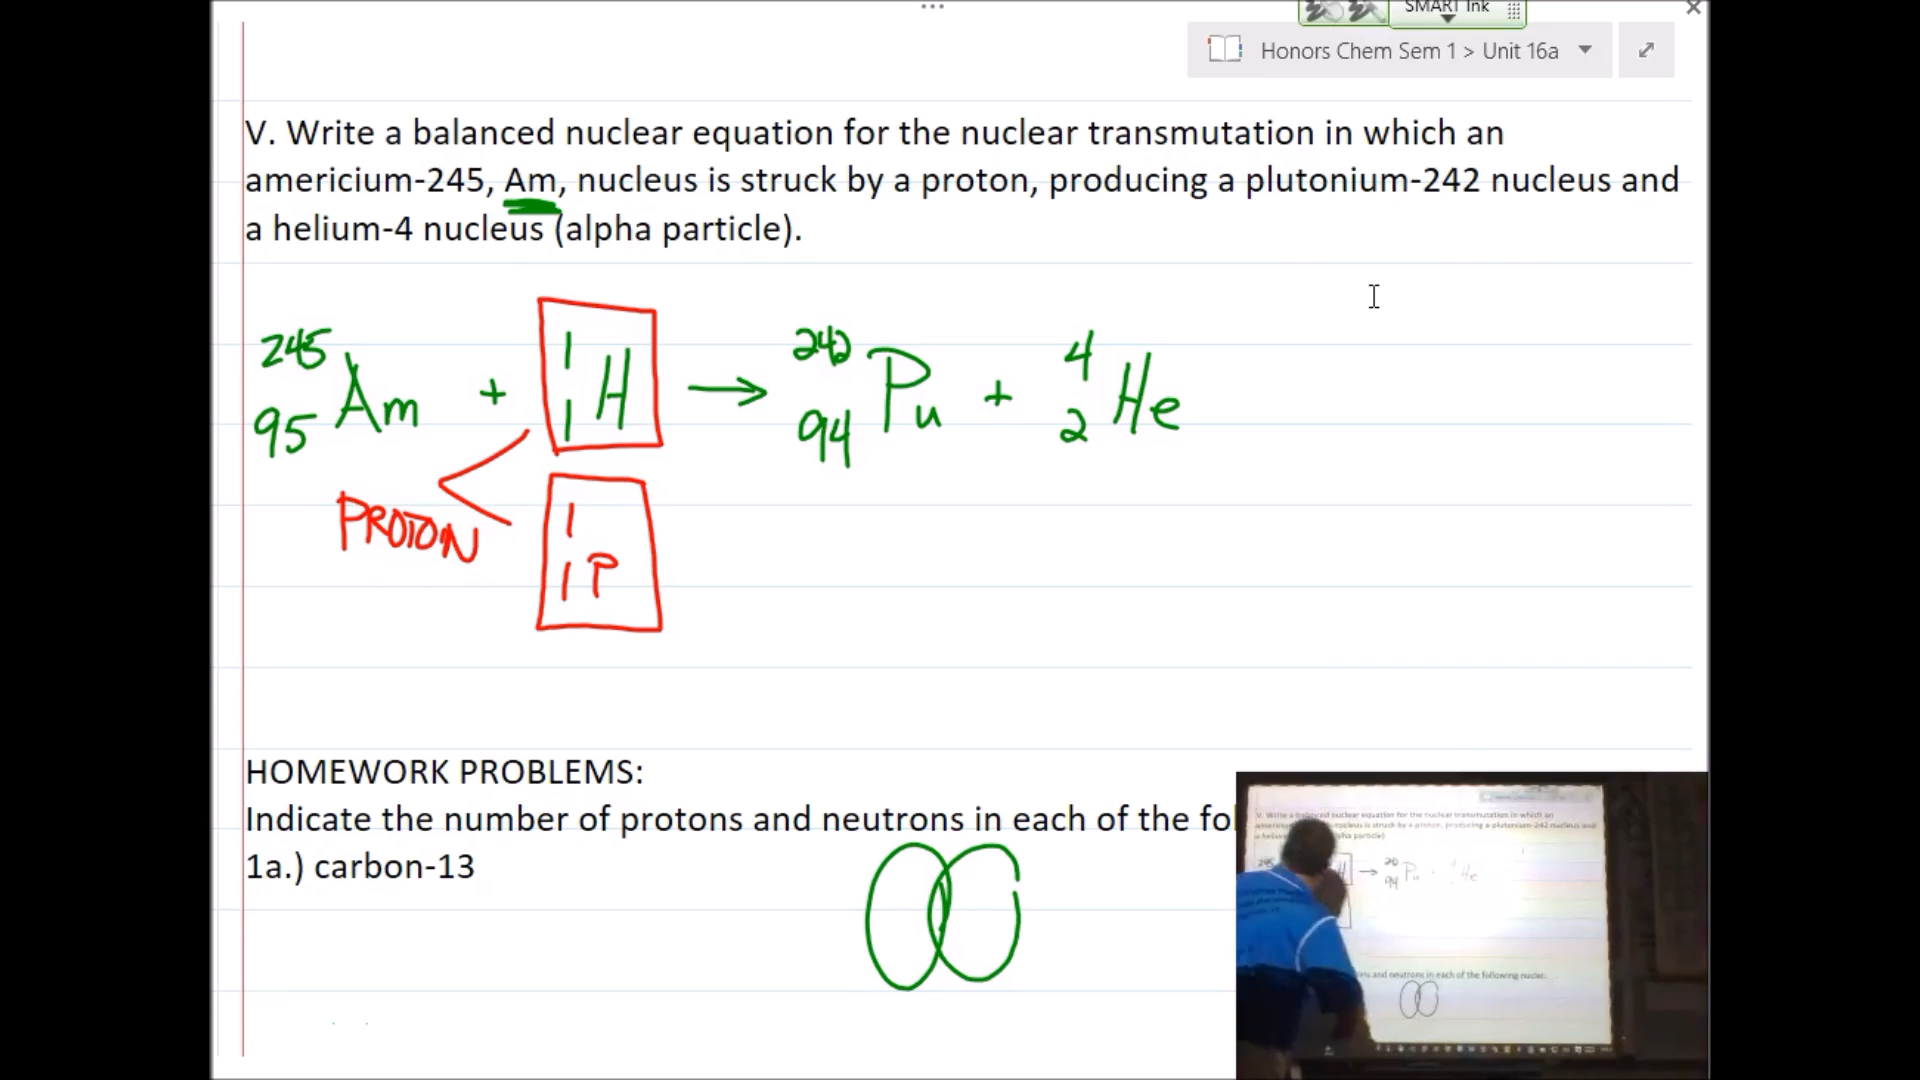 SMART Ink
Honors Chem Sem 1 > Unit 16a
V. Write a balanced nuclear equation for the nuclear transmutation in which an
americium-245, Am, nucleus is struck by a proton, producing a plutonium-242 nucleus and
a helium-4 nucleus (alpha particle).
245 95 Am + 1 1 H → 242 94 Pu + 4 2 He
PROTON 1 1 P
HOMEWORK PROBLEMS:
Indicate the number of protons and neutrons in each of the fol
1a.) carbon-13